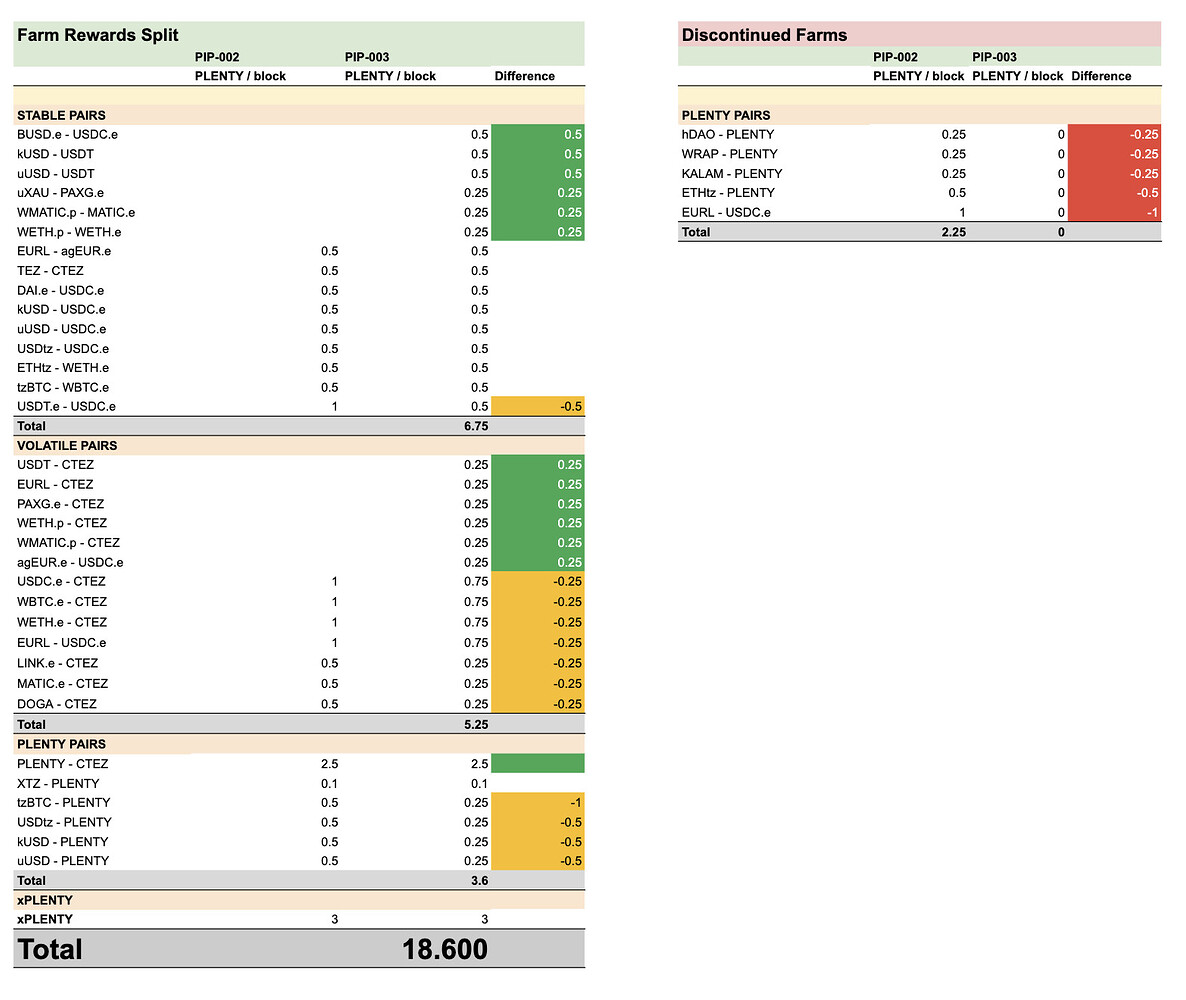 Farm Rewards Split
PIP-002 PIP-003
PLENTY / block PLENTY / block Difference
STABLE PAIRS
BUSD.e - USDC.e 0.5 0.5
kUSD - USDT 0.5 0.5
uUSD - USDT 0.5 0.5
uXAU - PAXG.e 0.25 0.25
WMATIC.p - MATIC.e 0.25 0.25
WETH.p - WETH.e 0.25 0.25
EURL - agEUR.e 0.5 0.5
TEZ - CTEZ 0.5 0.5
DAI.e - USDC.e 0.5 0.5
kUSD - USDC.e 0.5 0.5
uUSD - USDC.e 0.5 0.5
USDtz - USDC.e 0.5 0.5
ETHtz - WETH.e 0.5 0.5
tzBTC - WBTC.e 0.5 0.5
USDT.e - USDC.e 1 0.5 -0.5
Total 6.75
VOLATILE PAIRS
USDT - CTEZ 0.25 0.25
EURL - CTEZ 0.25 0.25
PAXG.e - CTEZ 0.25 0.25
WETH.p - CTEZ 0.25 0.25
WMATIC.p - CTEZ 0.25 0.25
agEUR.e - USDC.e 0.25 0.25
USDC.e - CTEZ 1 0.75 -0.25
WBTC.e - CTEZ 1 0.75 -0.25
WETH.e - CTEZ 1 0.75 -0.25
EURL - USDC.e 1 0.75 -0.25
LINK.e - CTEZ 0.5 0.25 -0.25
MATIC.e - CTEZ 0.5 0.25 -0.25
DOGA - CTEZ 0.5 0.25 -0.25
Total 5.25
PLENTY PAIRS
PLENTY - CTEZ 2.5 2.5
XTZ - PLENTY 0.1 0.1
tzBTC - PLENTY 0.5 0.25 -1
USDtz - PLENTY 0.5 0.25 -0.5
kUSD - PLENTY 0.5 0.25 -0.5
uUSD - PLENTY 0.5 0.25 -0.5
Total 3.6
xPLENTY
xPLENTY 3 3
Total 18.600
Discontinued Farms
PIP-002 PIP-003
PLENTY / block PLENTY / block Difference
PLENTY PAIRS
hDAO - PLENTY 0.25 0 -0.25
WRAP - PLENTY 0.25 0 -0.25
KALAM - PLENTY 0.25 0 -0.25
ETHtz - PLENTY 0.5 0 -0.5
EURL - USDC.e 1 0 -1
Total 2.25 0